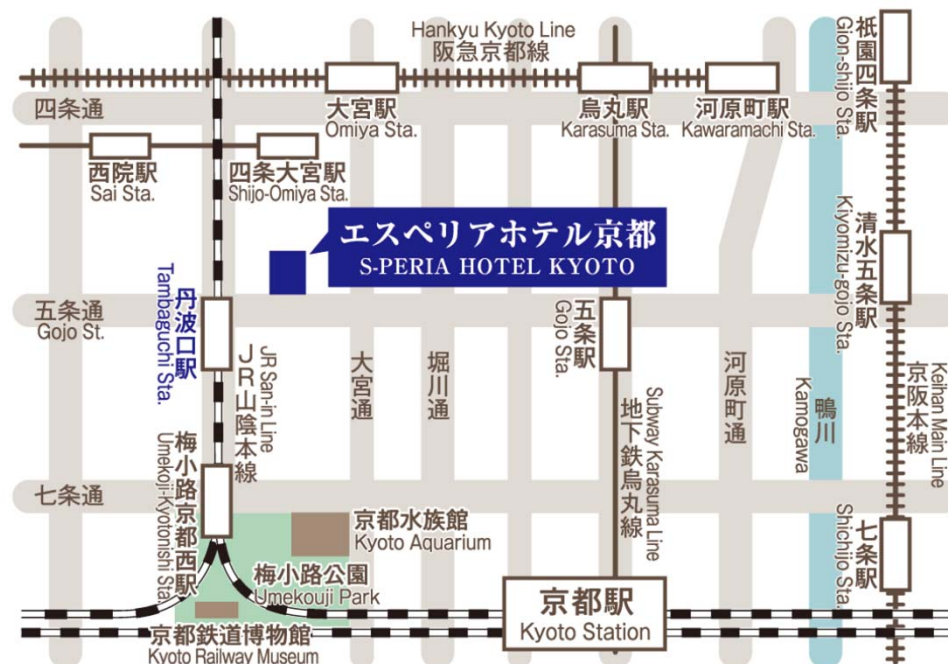 Hankyu Kyoto Line
阪急京都線
祇園四条駅
Gion-shijo Sta.
四条通
大宮駅
Omiya Sta.
烏丸駅
Karasuma Sta.
河原町駅
Kawaramachi Sta.
西院駅
Sai Sta.
四条大宮駅
Shijo-Omiya Sta.
エスペリアホテル京都
S-PERIA HOTEL KYOTO
清水五条駅
Kiyomizu-gojo Sta.
五条通
Gojo St.
丹波口駅
Tambaguchi Sta.
JR San-in Line
JR山陰本線
大宮通
堀川通
五条駅
Gojo Sta.
Subway Karasuma Line
地下鉄烏丸線
河原町通
鴨川
Kamogawa
Keihan Main Line
京阪本線
七条通
梅小路京都西駅
Umekoji-Kyotonishi Sta.
京都水族館
Kyoto Aquarium
梅小路公園
Umekouji Park
京都鉄道博物館
Kyoto Railway Museum
京都駅
Kyoto Station
七条駅
Shichijo Sta.